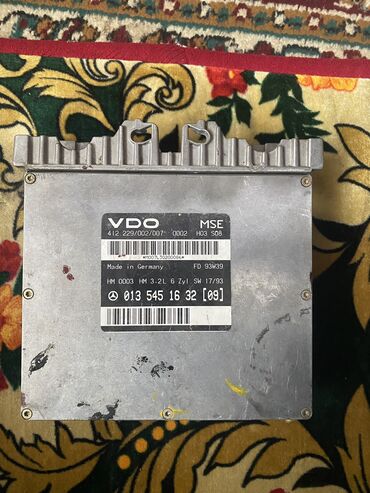 VDO MSE
412.229/002/007 0002 H03 S08
Made in Germany FD 93W39
HM 0003 HM 3.2L 6 Zyl SW 17/93
013 545 16 32 [09]